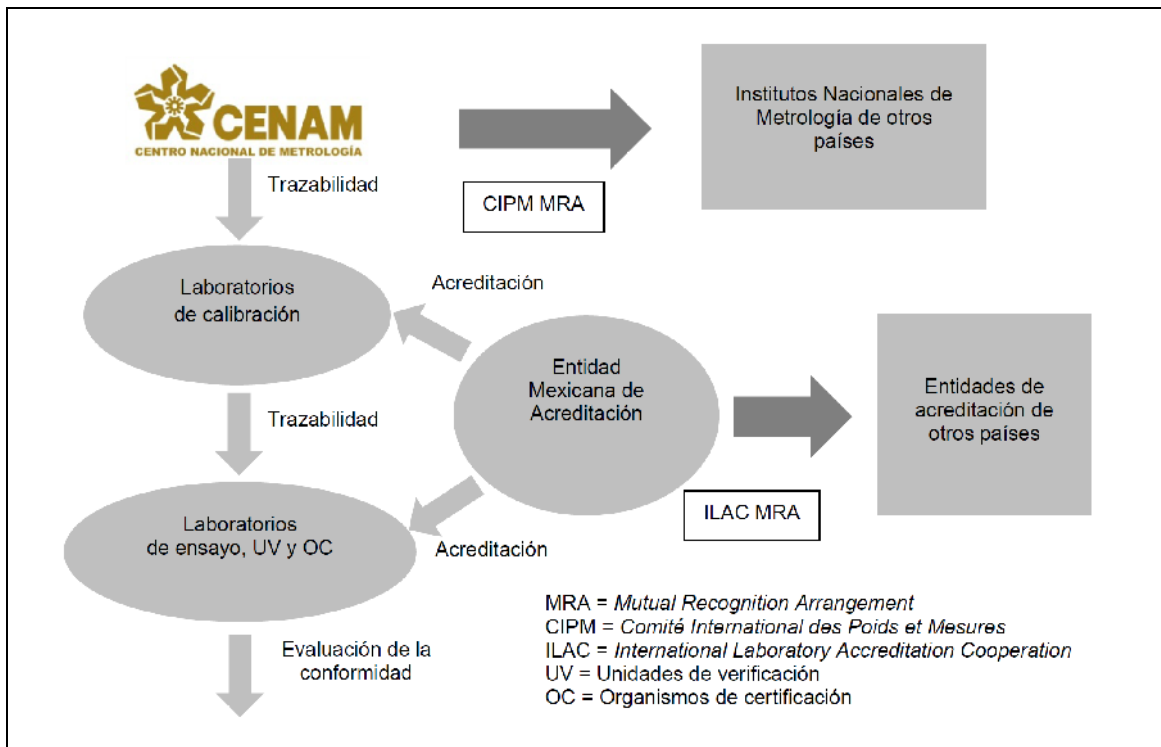 CENAM
CENTRO NACIONAL DE METROLOGÍA
Institutos Nacionales de
Metrología de otros
países
Trazabilidad
CIPM MRA
Laboratorios
de calibración
Acreditación
Entidad
Mexicana de
Acreditación
Entidades de
acreditación de
otros países
Trazabilidad
ILAC MRA
Laboratorios
de ensayo, UV y OC
Acreditación
MRA = Mutual Recognition Arrangement
CIPM = Comité International des Poids et Mesures
ILAC = International Laboratory Accreditation Cooperation
UV = Unidades de verificación
OC = Organismos de certificación
Evaluación de la
conformidad